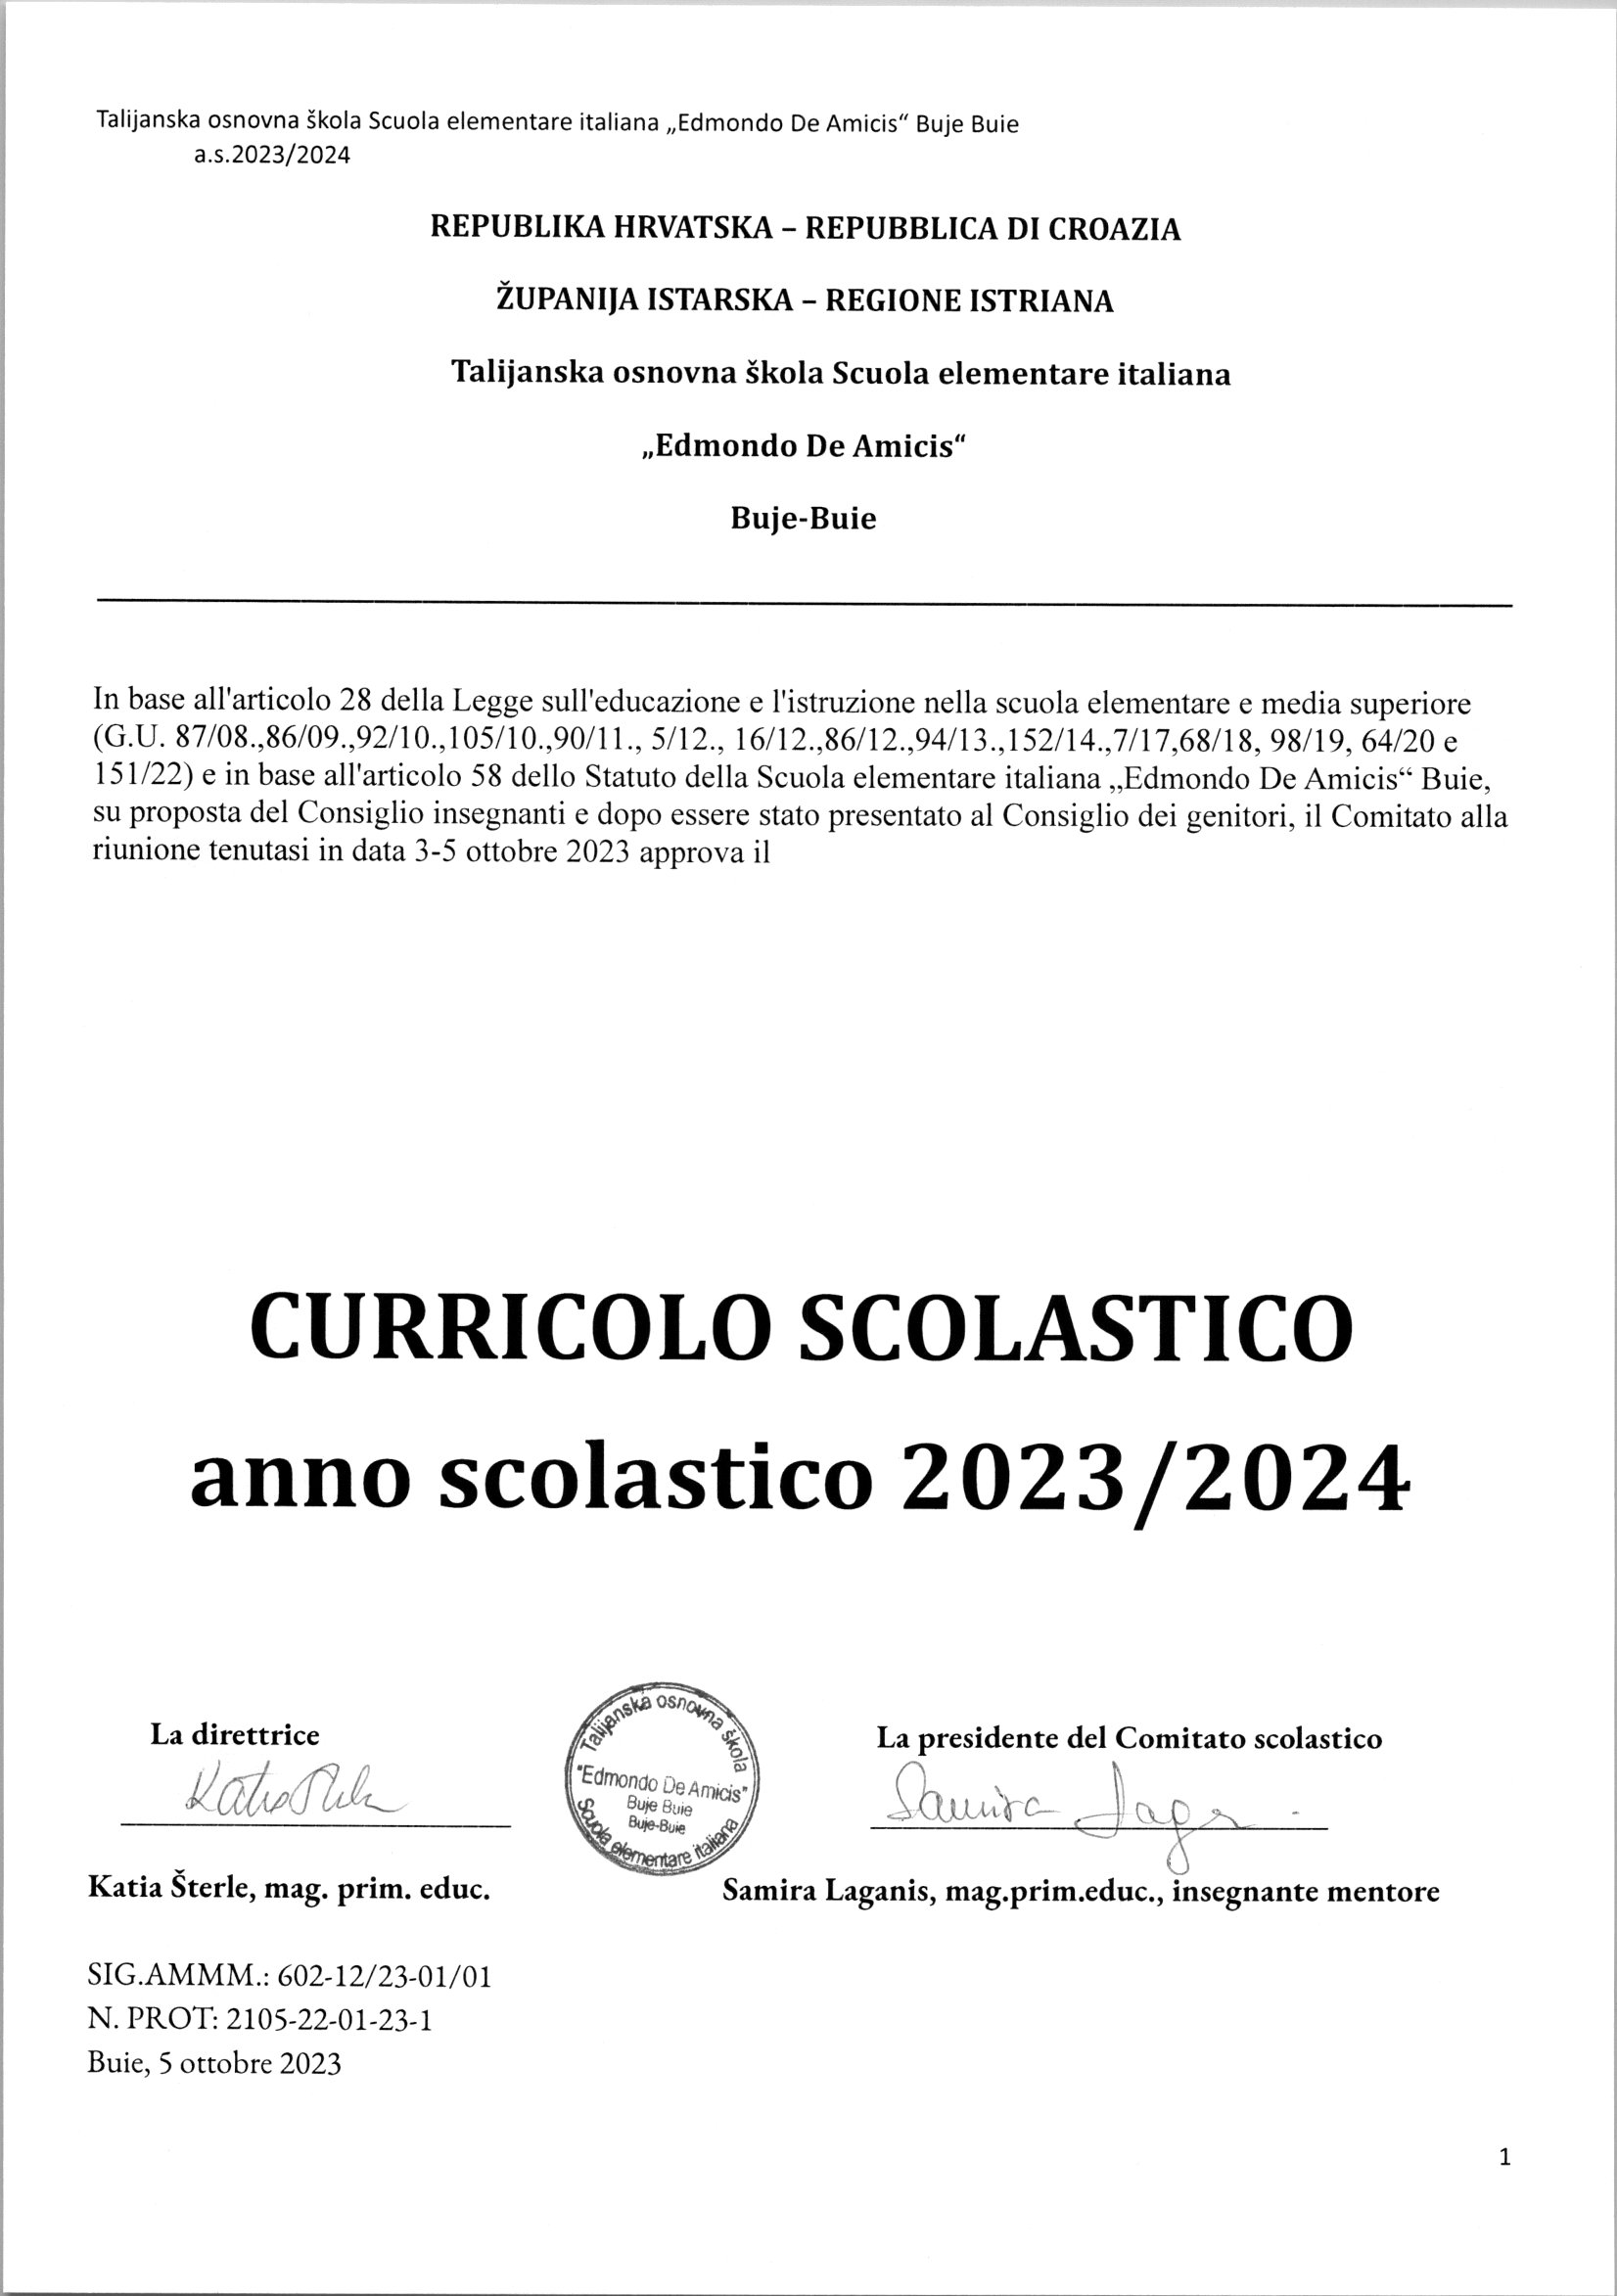 Talijanska osnovna škola Scuola elementare italiana „Edmondo De Amicis“ Buje Buie
a.s.2023/2024
REPUBLIKA HRVATSKA – REPUBBLICA DI CROAZIA
ŽUPANIJA ISTARSKA – REGIONE ISTRIANA
Talijanska osnovna škola Scuola elementare italiana
„Edmondo De Amicis“
Buje-Buie
In base all'articolo 28 della Legge sull'educazione e l'istruzione nella scuola elementare e media superiore
(G.U. 87/08.,86/09.,92/10.,105/10.,90/11., 5/12., 16/12.,86/12.,94/13.,152/14.,7/17,68/18, 98/19, 64/20 e
151/22) e in base all'articolo 58 dello Statuto della Scuola elementare italiana „Edmondo De Amicis“ Buie,
su proposta del Consiglio insegnanti e dopo essere stato presentato al Consiglio dei genitori, il Comitato alla
riunione tenutasi in data 3-5 ottobre 2023 approva il
CURRICOLO SCOLASTICO
anno scolastico 2023/2024
La direttrice
Talijanska osnovna škola
"Edmondo De Amicis"
Buje Buie
Buje-Buie
Scuola elementare italiana
La presidente del Comitato scolastico
Samira
Katia Šterle, mag. prim. educ.
Samira Laganis, mag.prim.educ., insegnante mentore
SIG.AMMM.: 602-12/23-01/01
N. PROT: 2105-22-01-23-1
Buie, 5 ottobre 2023
1